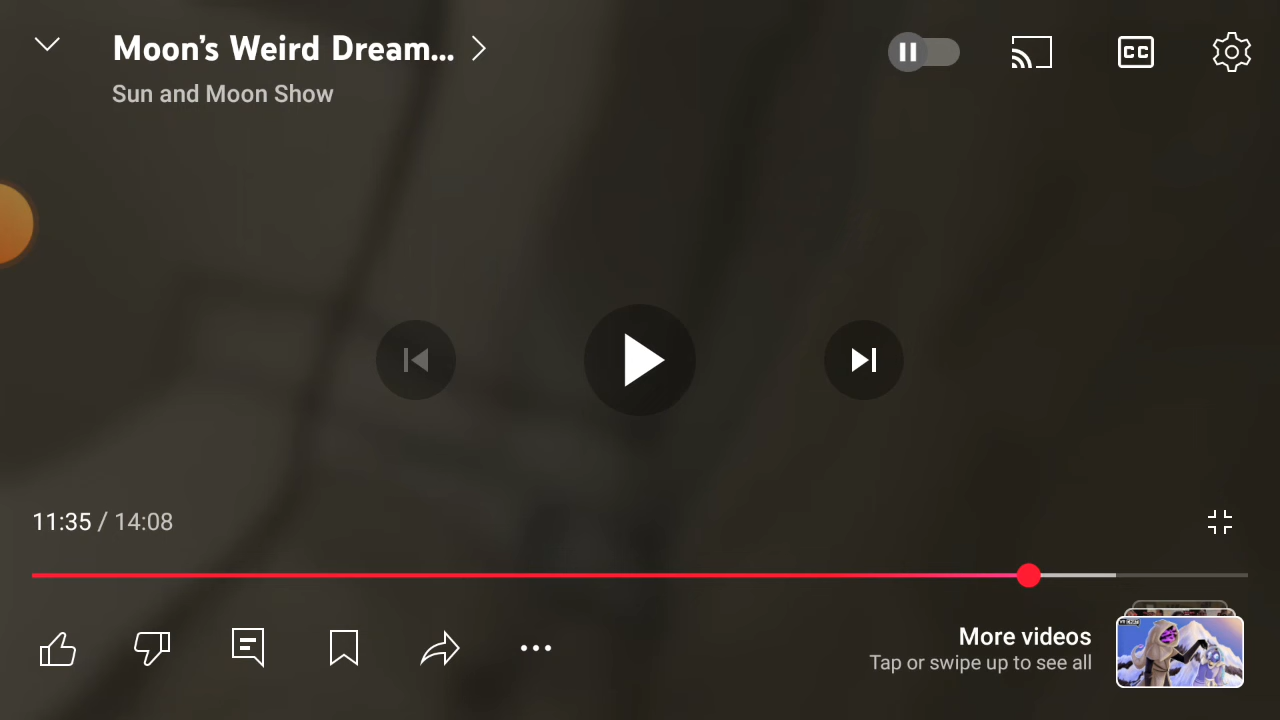 Moon's Weird Dream...
Sun and Moon Show
CC
11:35 / 14:08
More videos
Tap or swipe up to see all